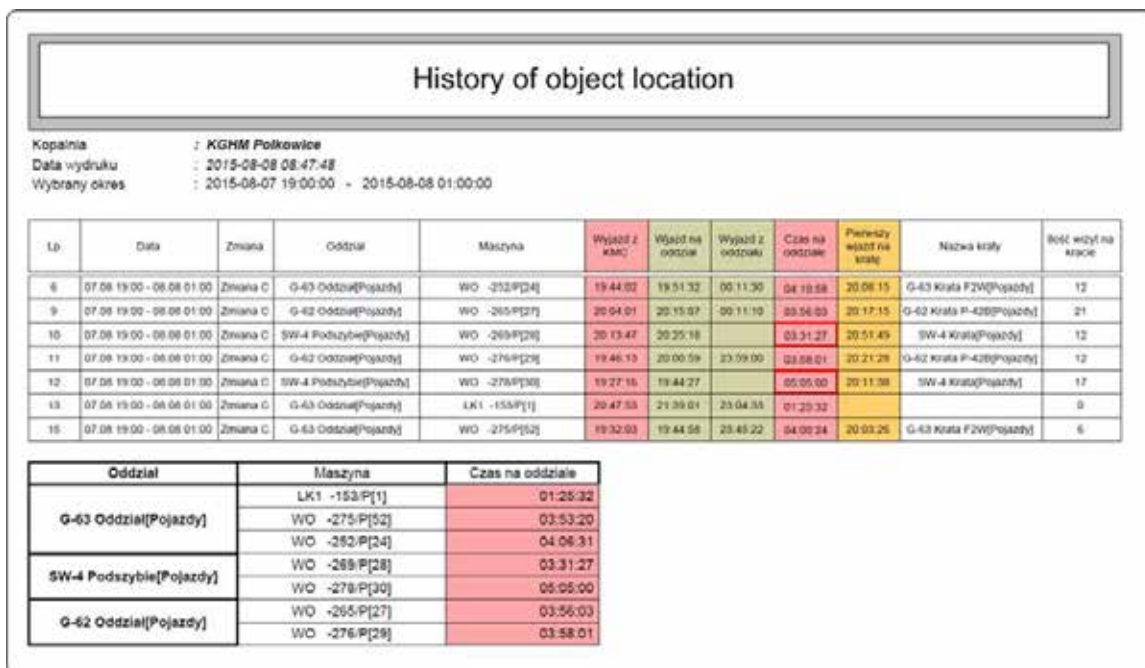 History of object location
Kopalnia : KGHM Polkowice
Data wydruku : 2015-08-08 08:47:48
Wybrany okres : 2015-08-07 19:00:00 - 2015-08-08 01:00:00
Lp. Data Zmiana Oddział Maszyna Wyjazd z KMC Wjazd na oddział Wyjazd z oddziału Czas na oddziale Pierwszy wjazd na kratę Nazwa kraty Ilość wizyt na kracie
6 07.08 19:00 - 08.08 01:00 Zmiana C G-63 Oddział[Pojazdy] WO -252/P[24] 19:44:02 19:51:32 00:11:30 20:08:15 G-63 Krata F2W[Pojazdy] 12
9 07.08 19:00 - 08.08 01:00 Zmiana C G-62 Oddział[Pojazdy] WO -265/P[27] 20:04:01 20:15:07 00:11:10 03:56:03 20:17:15 G-62 Krata P-42B[Pojazdy] 21
10 07.08 19:00 - 08.08 01:00 Zmiana C SW-4 Podszybie[Pojazdy] WO -269/P[28] 20:13:47 20:25:18 03:31:27 20:51:49 SW-4 Krata[Pojazdy] 12
11 07.08 19:00 - 08.08 01:00 Zmiana C G-62 Oddział[Pojazdy] WO -276/P[29] 19:46:13 20:00:59 23:59:00 03:58:01 20:21:28 G-62 Krata P-42B[Pojazdy] 12
12 07.08 19:00 - 08.08 01:00 Zmiana C SW-4 Podszybie[Pojazdy] WO -278/P[30] 19:27:16 19:44:27 05:05:00 20:11:38 SW-4 Krata[Pojazdy] 17
13 07.08 19:00 - 08.08 01:00 Zmiana C G-63 Oddział[Pojazdy] LK1 -153/P[1] 20:47:53 21:39:01 01:25:32 0
15 07.08 19:00 - 08.08 01:00 Zmiana C G-63 Oddział[Pojazdy] WO -275/P[52] 19:32:03 19:44:58 23:45:22 04:00:24 20:03:26 G-63 Krata F2W[Pojazdy] 6
Oddział Maszyna Czas na oddziale
G-63 Oddział[Pojazdy] LK1 -153/P[1] 01:25:32
WO -275/P[52] 03:53:20
WO -252/P[24] 04:06:31
SW-4 Podszybie[Pojazdy] WO -269/P[28] 03:31:27
WO -278/P[30] 05:05:00
G-62 Oddział[Pojazdy] WO -265/P[27] 03:56:03
WO -276/P[29] 03:58:01